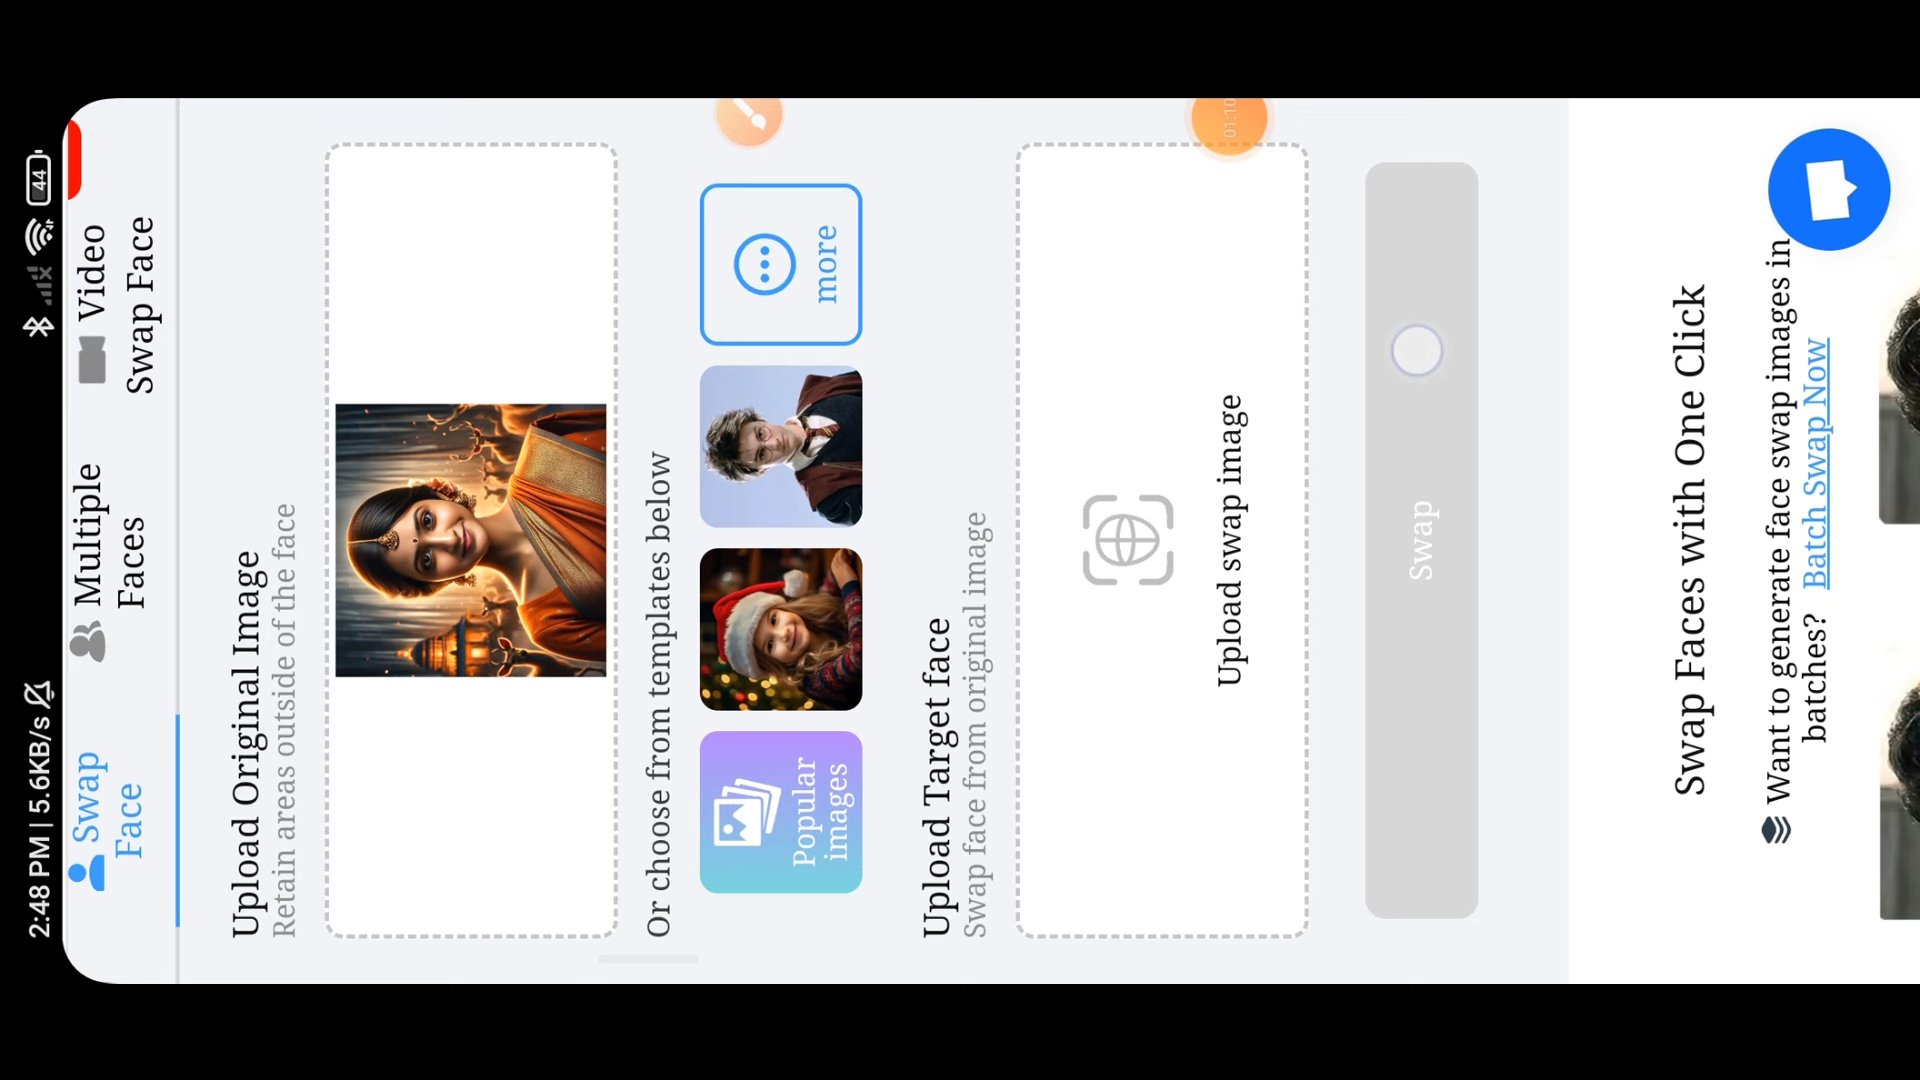 2:48 PM | 5.6KB/s
44
Swap
Face
Multiple
Faces
Video
Swap Face
Upload Original Image
Retain areas outside of the face
Or choose from templates below
Popular
images
more
Upload Target face
Swap face from original image
Upload swap image
01:10
Swap
Swap Faces with One Click
Want to generate face swap images in
batches? Batch Swap Now